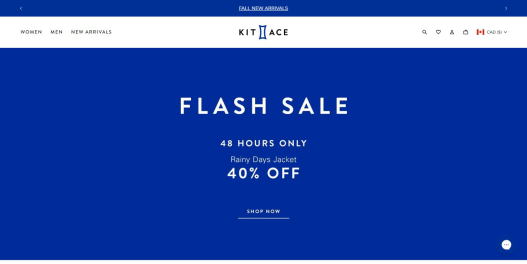 FALL NEW ARRIVALS
WOMEN MEN NEW ARRIVALS
KIT ACE
CAD ($)
FLASH SALE
48 HOURS ONLY
Rainy Days Jacket
40% OFF
SHOP NOW